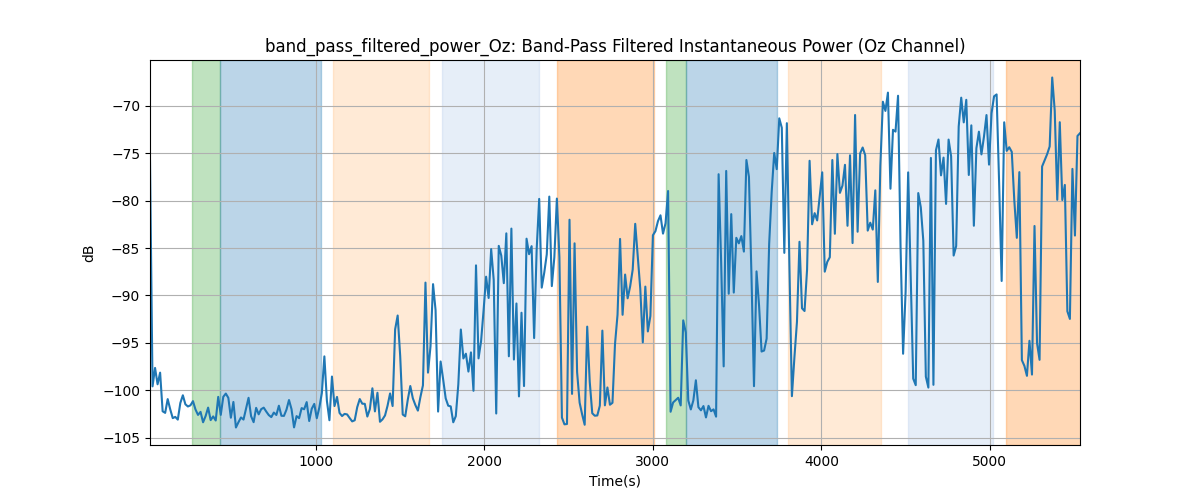 band_pass_filtered_power_Oz: Band-Pass Filtered Instantaneous Power (Oz Channel)
−70
−75
−80
−85
−90
−95
−100
−105
dB
1000 2000 3000 4000 5000
Time(s)